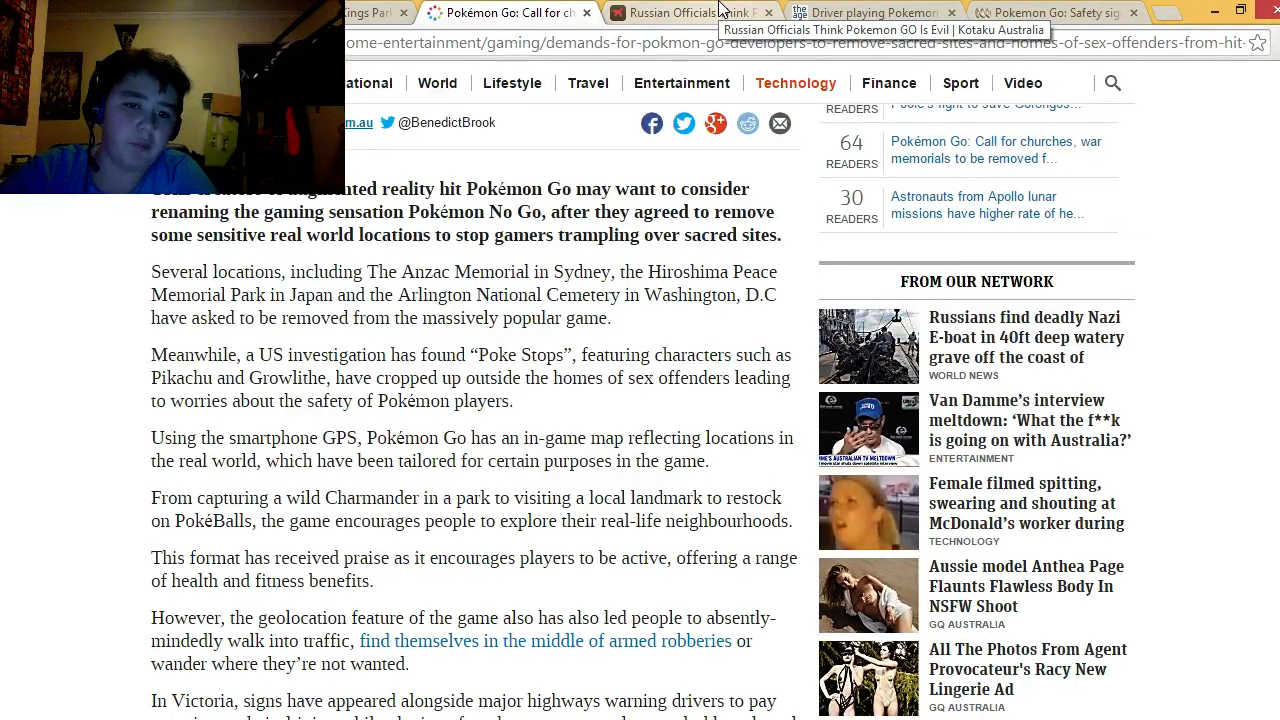 ings Park
Pokémon Go: Call for ch
Russian Officials Think F
Driver playing Pokemon
Pokemon Go: Safety sig
Russian Officials Think Pokemon GO Is Evil | Kotaku Australia
ome-entertainment/gaming/demands-for-pokmon-go-developers-to-remove-sacred-sites-and-homes-of-sex-offenders-from-hit-
ational World Lifestyle Travel Entertainment Technology Finance Sport Video
m.au @BenedictBrook
augmented reality hit Pokémon Go may want to consider
renaming the gaming sensation Pokémon No Go, after they agreed to remove
some sensitive real world locations to stop gamers trampling over sacred sites.
Several locations, including The Anzac Memorial in Sydney, the Hiroshima Peace
Memorial Park in Japan and the Arlington National Cemetery in Washington, D.C
have asked to be removed from the massively popular game.
Meanwhile, a US investigation has found “Poke Stops”, featuring characters such as
Pikachu and Growlithe, have cropped up outside the homes of sex offenders leading
to worries about the safety of Pokémon players.
Using the smartphone GPS, Pokémon Go has an in-game map reflecting locations in
the real world, which have been tailored for certain purposes in the game.
From capturing a wild Charmander in a park to visiting a local landmark to restock
on PokéBalls, the game encourages people to explore their real-life neighbourhoods.
This format has received praise as it encourages players to be active, offering a range
of health and fitness benefits.
However, the geolocation feature of the game also has also led people to absently-
mindedly walk into traffic, find themselves in the middle of armed robberies or
wander where they’re not wanted.
In Victoria, signs have appeared alongside major highways warning drivers to pay
READERS
64
READERS
Pokémon Go: Call for churches, war
memorials to be removed f...
30
READERS
Astronauts from Apollo lunar
missions have higher rate of he...
FROM OUR NETWORK
Russians find deadly Nazi
E-boat in 40ft deep watery
grave off the coast of
WORLD NEWS
Van Damme’s interview
meltdown: ‘What the f**k
is going on with Australia?’
ENTERTAINMENT
Female filmed spitting,
swearing and shouting at
McDonald’s worker during
TECHNOLOGY
Aussie model Anthea Page
Flaunts Flawless Body In
NSFW Shoot
GQ AUSTRALIA
All The Photos From Agent
Provocateur's Racy New
Lingerie Ad
GQ AUSTRALIA